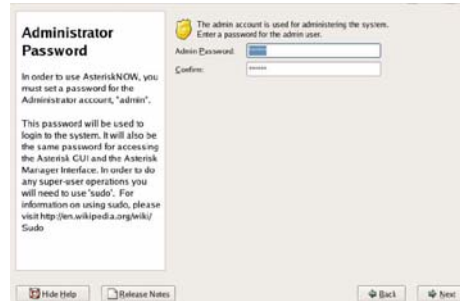 Administrator
Password
In order to use AsteriskNOW, you
must set a password for the
Administrator account, "admin".
This password will be used to
login to the system. It will also be
the same password for accessing
the Asterisk GUI and the Asterisk
Manager Interface. In order to do
any super-user operations you
will need to use 'sudo'. For
information on using sudo, please
visit http://en.wikipedia.org/wiki/
Sudo
The admin account is used for administering the system.
Enter a password for the admin user.
Admin Password:
Confirm:
Hide Help
Release Notes
Back
Next